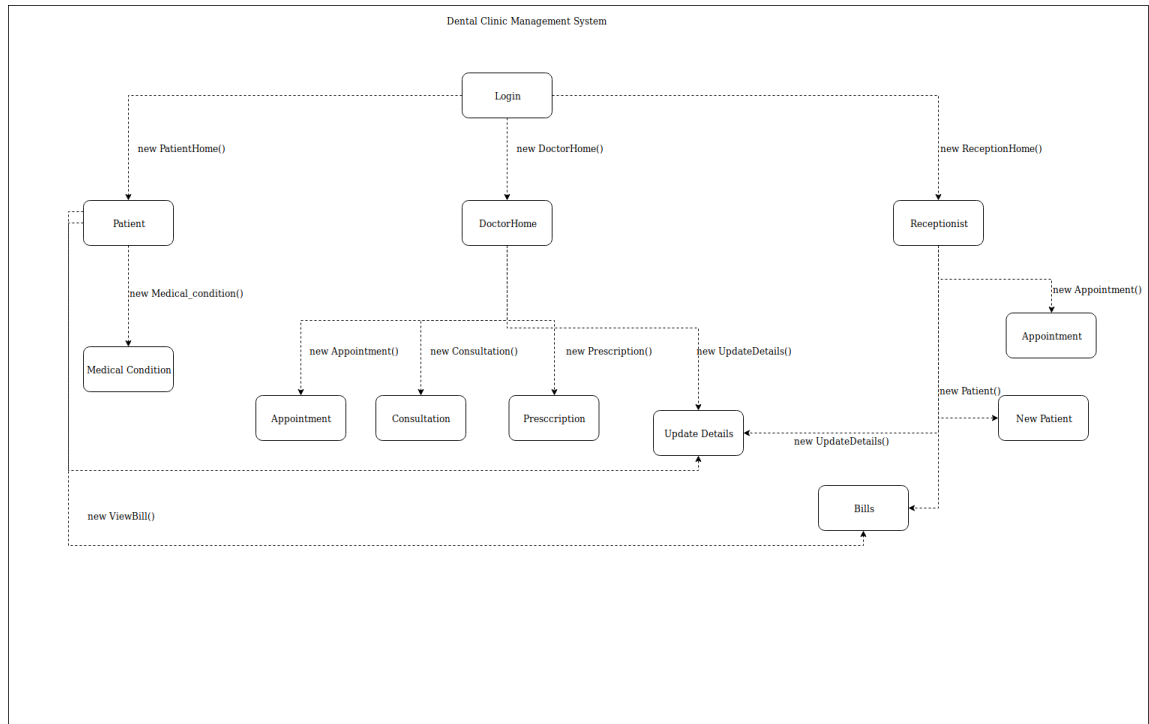 Dental Clinic Management System
Login
new PatientHome()
new DoctorHome()
new ReceptionHome()
Patient
DoctorHome
Receptionist
new Medical_condition()
new Appointment()
Appointment
new Appointment()
new Consultation()
new Prescription()
new UpdateDetails()
Medical Condition
new Patient()
Appointment
Consultation
Presccription
New Patient
Update Details
new UpdateDetails()
Bills
new ViewBill()